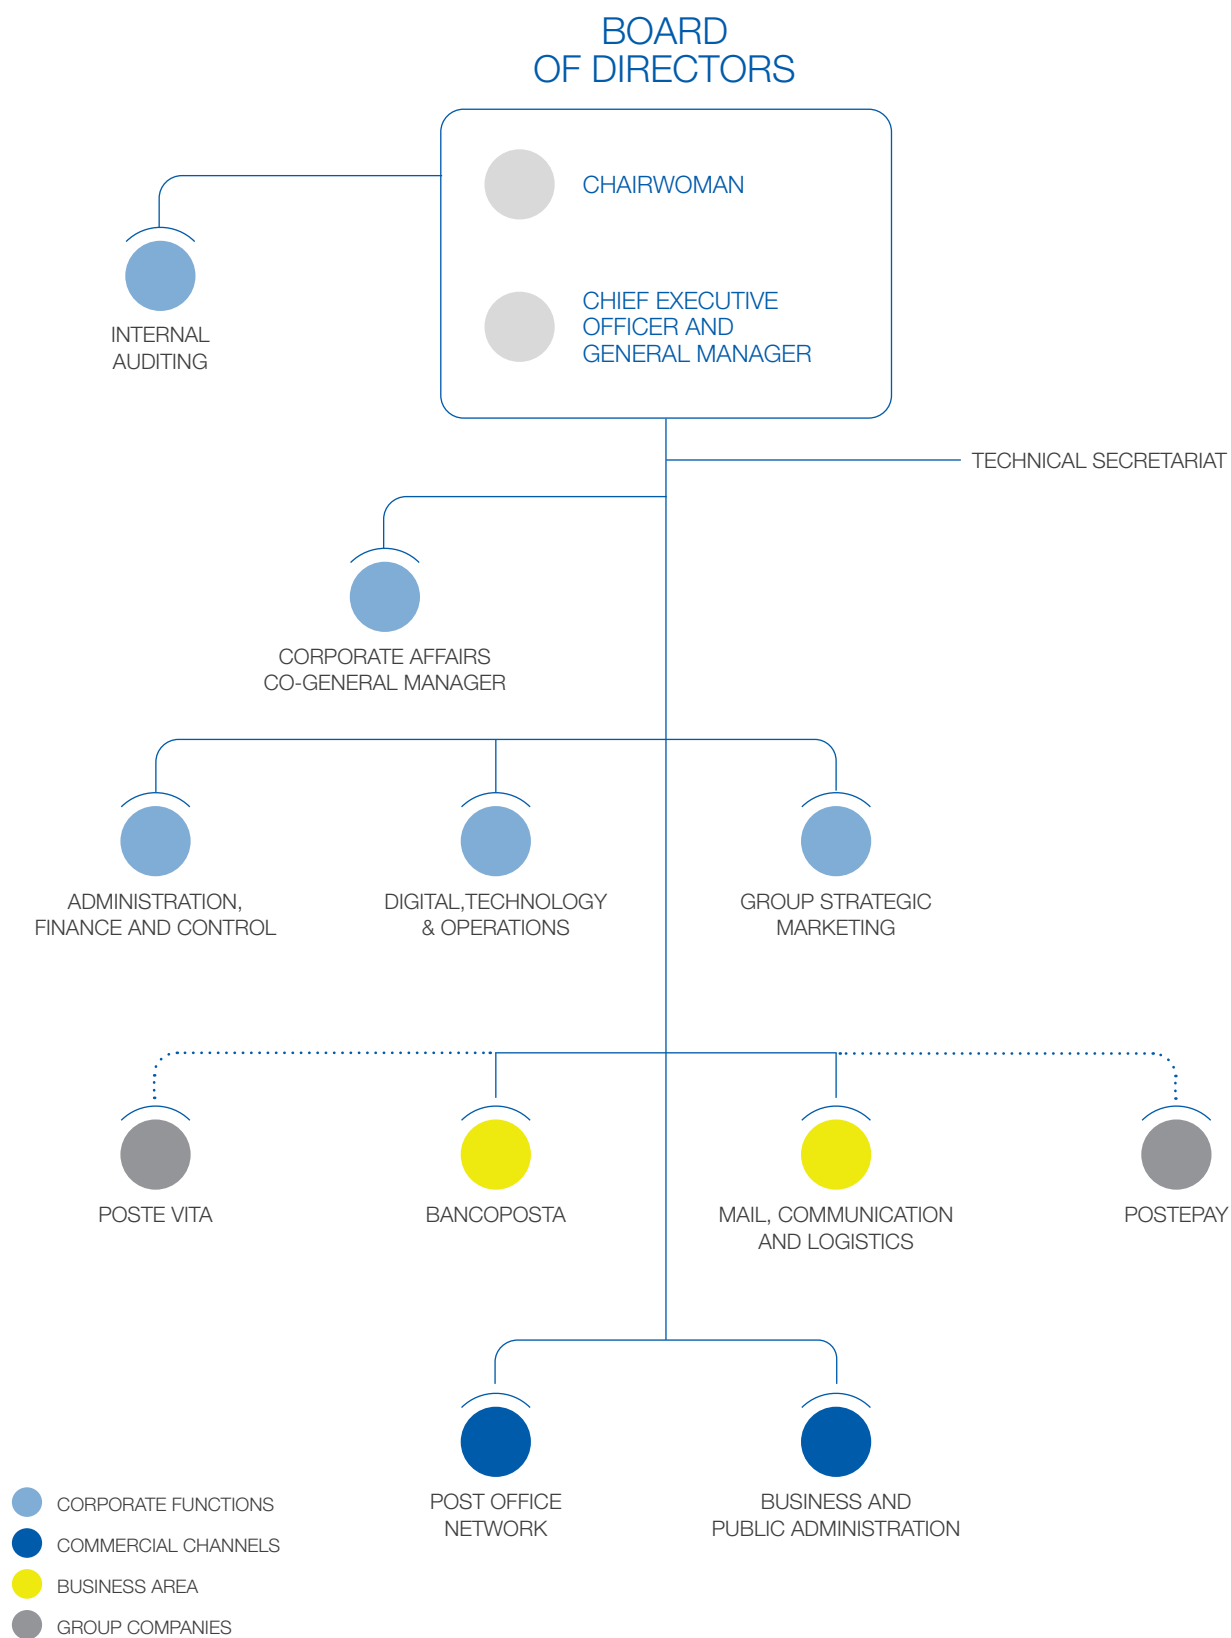 BOARD
OF DIRECTORS
CHAIRWOMAN
CHIEF EXECUTIVE
OFFICER AND
GENERAL MANAGER
INTERNAL
AUDITING
TECHNICAL SECRETARIAT
CORPORATE AFFAIRS
CO-GENERAL MANAGER
ADMINISTRATION,
FINANCE AND CONTROL
DIGITAL,TECHNOLOGY
& OPERATIONS
GROUP STRATEGIC
MARKETING
POSTE VITA
BANCOPOSTA
MAIL, COMMUNICATION
AND LOGISTICS
POSTEPAY
POST OFFICE
NETWORK
BUSINESS AND
PUBLIC ADMINISTRATION
CORPORATE FUNCTIONS
COMMERCIAL CHANNELS
BUSINESS AREA
GROUP COMPANIES